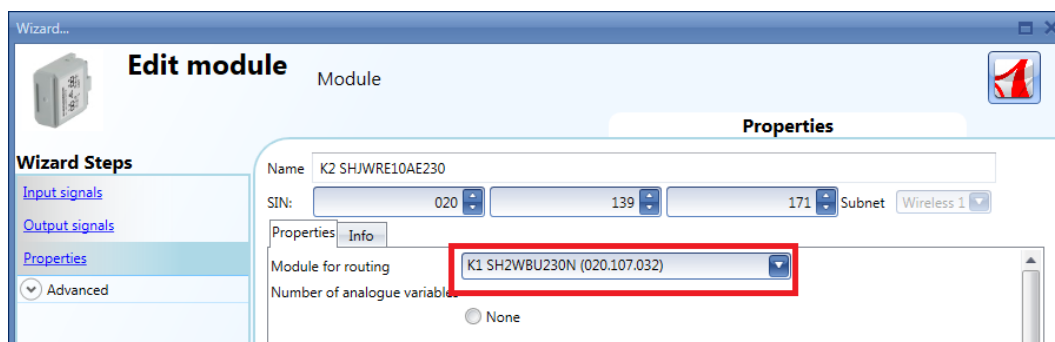 Wizard...
Edit module Module
Properties
Wizard Steps
Input signals
Output signals
Properties
Advanced
Name K2 SHJWRE10AE230
SIN: 020 139 171 Subnet Wireless 1
Properties Info
Module for routing K1 SH2WBU230N (020.107.032)
Number of analogue variables
None